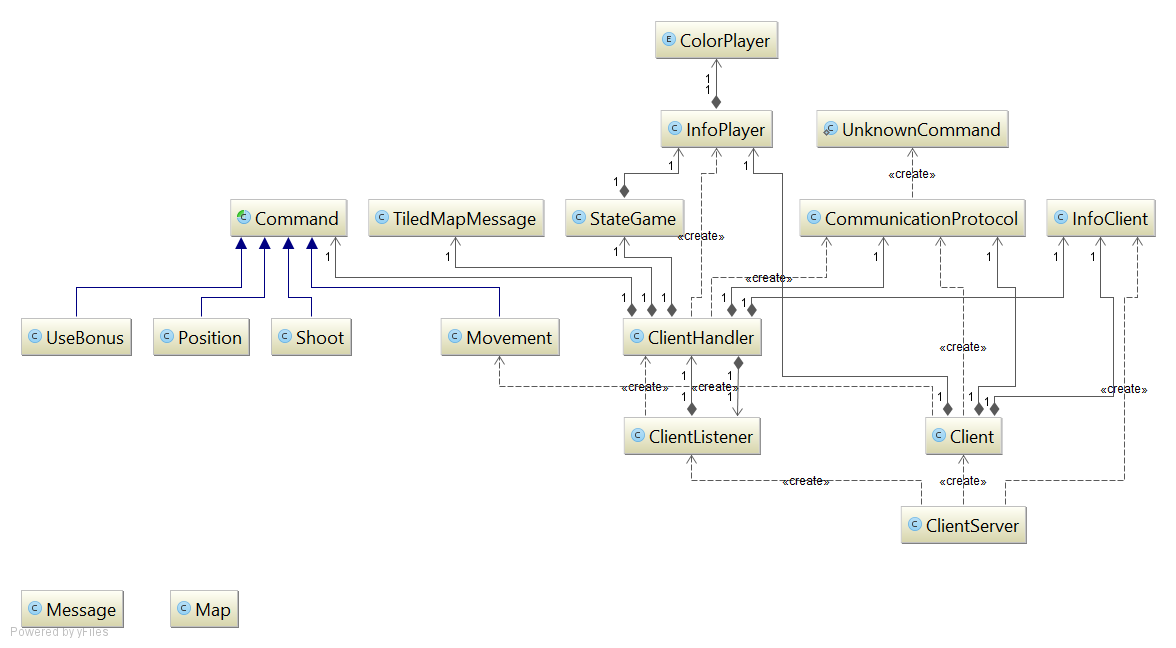 E ColorPlayer
1
1
C InfoPlayer
C UnknownCommand
1
1
1
«create»
C Command
C TiledMapMessage
C StateGame
C CommunicationProtocol
C InfoClient
«create»
1
1
1
1
1
1
1
«create»
1
1
1
1
1
C UseBonus
C Position
C Shoot
C Movement
C ClientHandler
«create»
1
1
«create»
«create»
«create»
1
1
1
1
1
C ClientListener
C Client
«create»
«create»
C ClientServer
C Message
C Map
Powered by yFiles